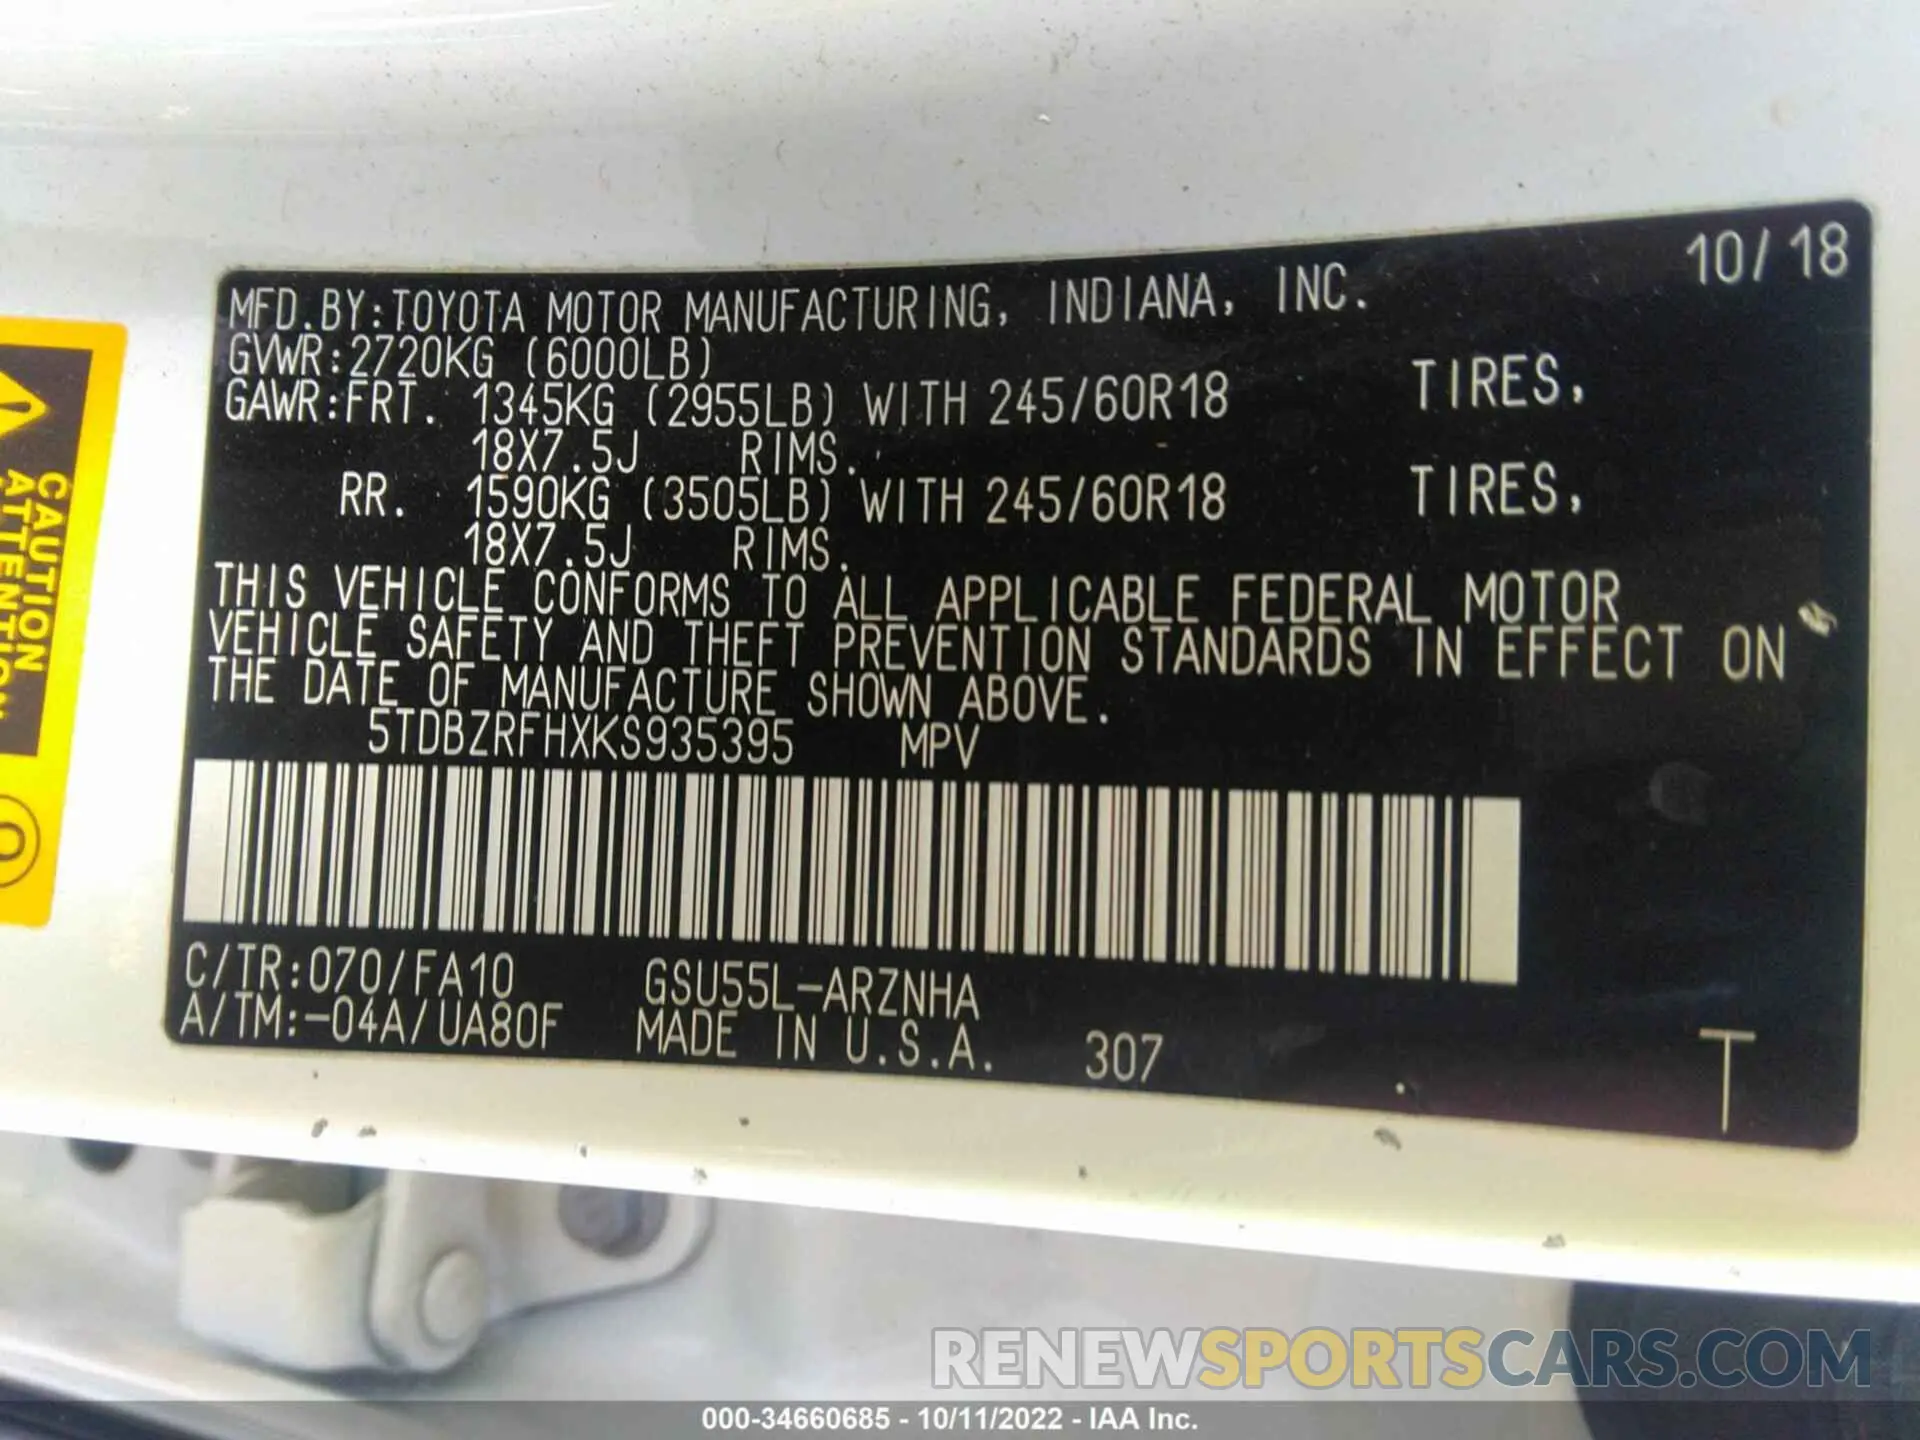 10/18
MFD.BY:TOYOTA MOTOR MANUFACTURING, INDIANA, INC.
GVWR:2720KG (6000LB)
GAWR:FRT. 1345KG (2955LB) WITH 245/60R18 TIRES,
18X7.5J RIMS.
RR. 1590KG (3505LB) WITH 245/60R18 TIRES,
18X7.5J RIMS.
THIS VEHICLE CONFORMS TO ALL APPLICABLE FEDERAL MOTOR
VEHICLE SAFETY AND THEFT PREVENTION STANDARDS IN EFFECT ON
THE DATE OF MANUFACTURE SHOWN ABOVE.
5TDBZRFHXKS935395 MPV
C/TR:070/FA10 GSU55L-ARZNHA
A/TM:-04A/UA80F MADE IN U.S.A. 307
T
CAUTION
ATTENTION
RENEWSPORTSCARS.COM
000-34660685 - 10/11/2022 - IAA Inc.